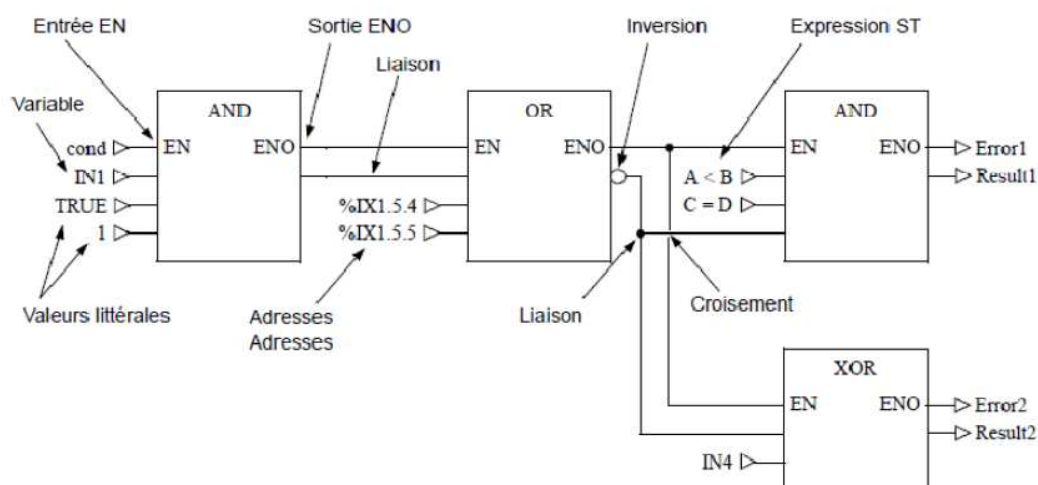 Entrée EN
Sortie ENO
Inversion
Expression ST
Liaison
Variable
AND
OR
AND
cond
EN
ENO
EN
ENO
EN
ENO
Error1
IN1
A < B
Result1
TRUE
%IX1.5.4
C = D
1
%IX1.5.5
Valeurs littérales
Adresses
Adresses
Liaison
Croisement
XOR
EN
ENO
Error2
Result2
IN4